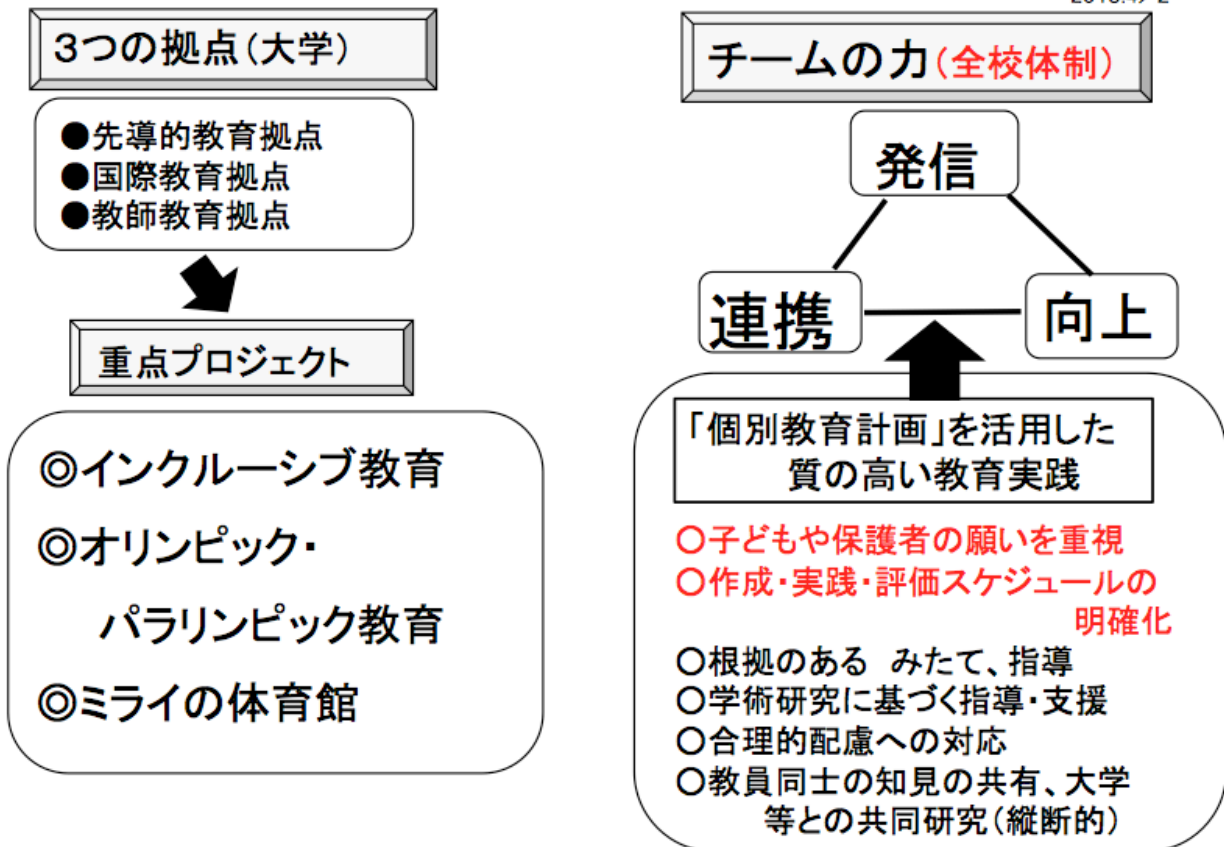 3つの拠点(大学)
●先導的教育拠点
●国際教育拠点
●教師教育拠点
重点プロジェクト
◎インクルーシブ教育
◎オリンピック・
パラリンピック教育
◎ミライの体育館
チームの力(全校体制)
発信
連携
向上
「個別教育計画」を活用した
質の高い教育実践
○子どもや保護者の願いを重視
○作成・実践・評価スケジュールの
明確化
○根拠のある みたて、指導
○学術研究に基づく指導・支援
○合理的配慮への対応
○教員同士の知見の共有、大学
等との共同研究(縦断的)